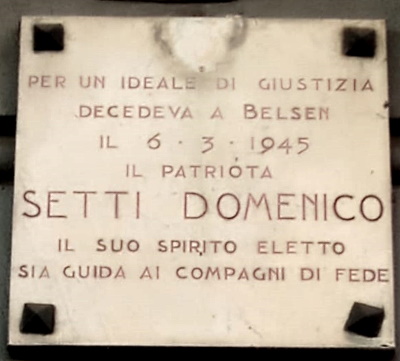 PER UN IDEALE DI GIUSTIZIA
DECEDEVA A BELSEN
IL 6 · 3 · 1945
IL PATRIOTA
SETTI DOMENICO
IL SUO SPIRITO ELETTO
SIA GUIDA AI COMPAGNI DI FEDE